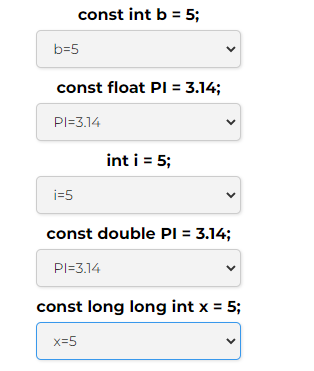 const int b = 5;
b=5
const float PI = 3.14;
PI=3.14
int i = 5;
i=5
const double PI = 3.14;
PI=3.14
const long long int x = 5;
x=5